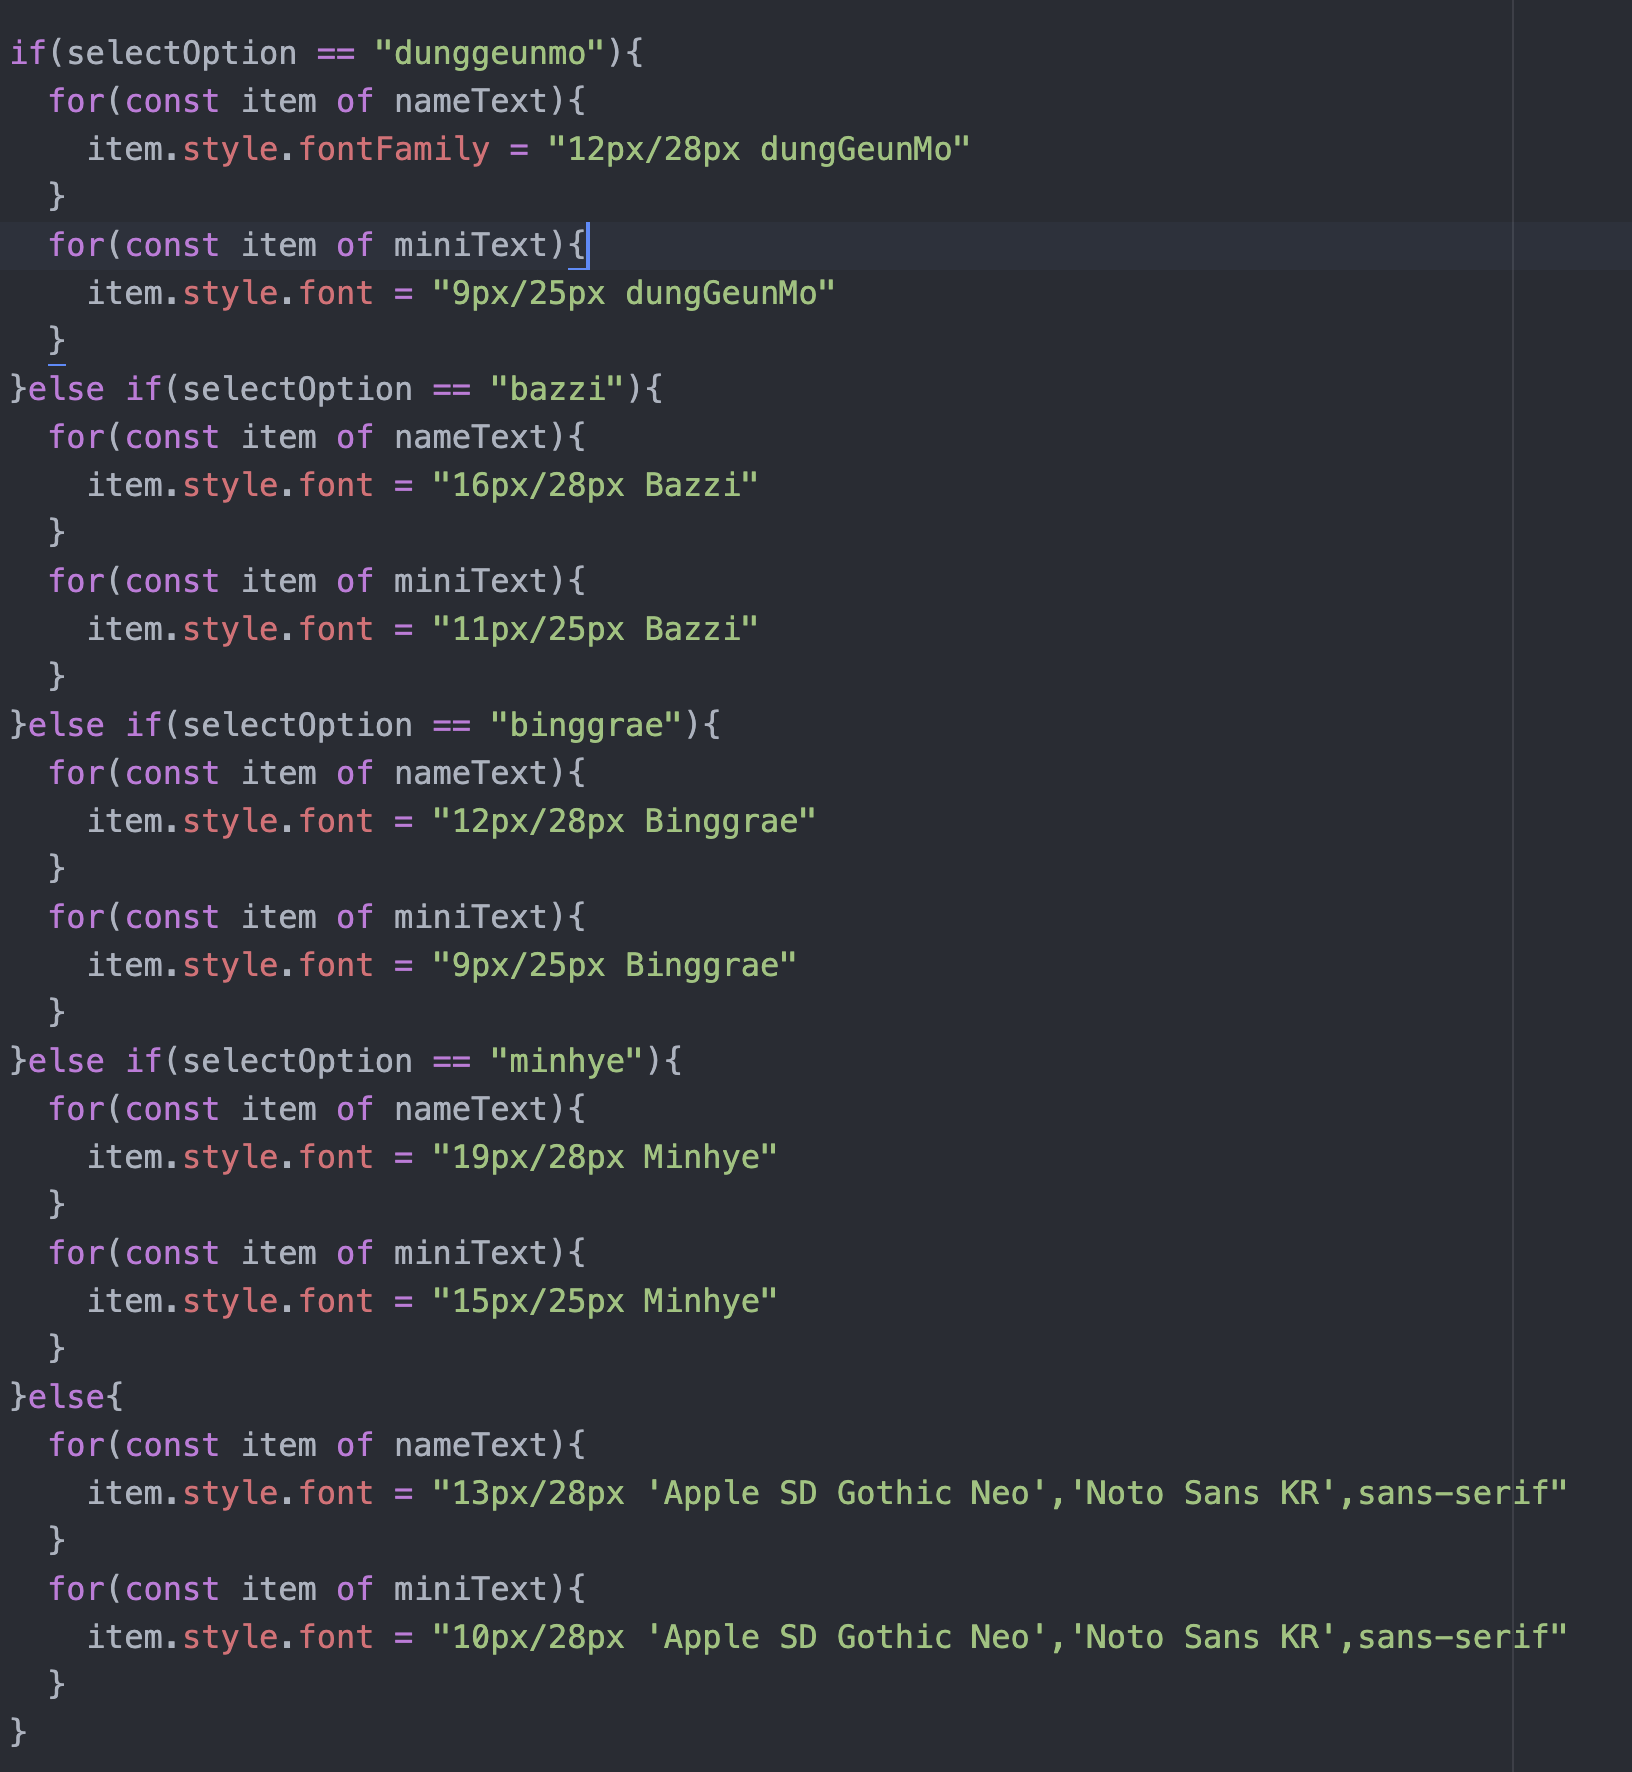 if(selectOption == "dunggeunmo"){
  for(const item of nameText){
    item.style.fontFamily = "12px/28px dungGeunMo"
  }
  for(const item of miniText){
    item.style.font = "9px/25px dungGeunMo"
  }
}else if(selectOption == "bazzi"){
  for(const item of nameText){
    item.style.font = "16px/28px Bazzi"
  }
  for(const item of miniText){
    item.style.font = "11px/25px Bazzi"
  }
}else if(selectOption == "binggrae"){
  for(const item of nameText){
    item.style.font = "12px/28px Binggrae"
  }
  for(const item of miniText){
    item.style.font = "9px/25px Binggrae"
  }
}else if(selectOption == "minhye"){
  for(const item of nameText){
    item.style.font = "19px/28px Minhye"
  }
  for(const item of miniText){
    item.style.font = "15px/25px Minhye"
  }
}else{
  for(const item of nameText){
    item.style.font = "13px/28px 'Apple SD Gothic Neo','Noto Sans KR',sans-serif"
  }
  for(const item of miniText){
    item.style.font = "10px/28px 'Apple SD Gothic Neo','Noto Sans KR',sans-serif"
  }
}